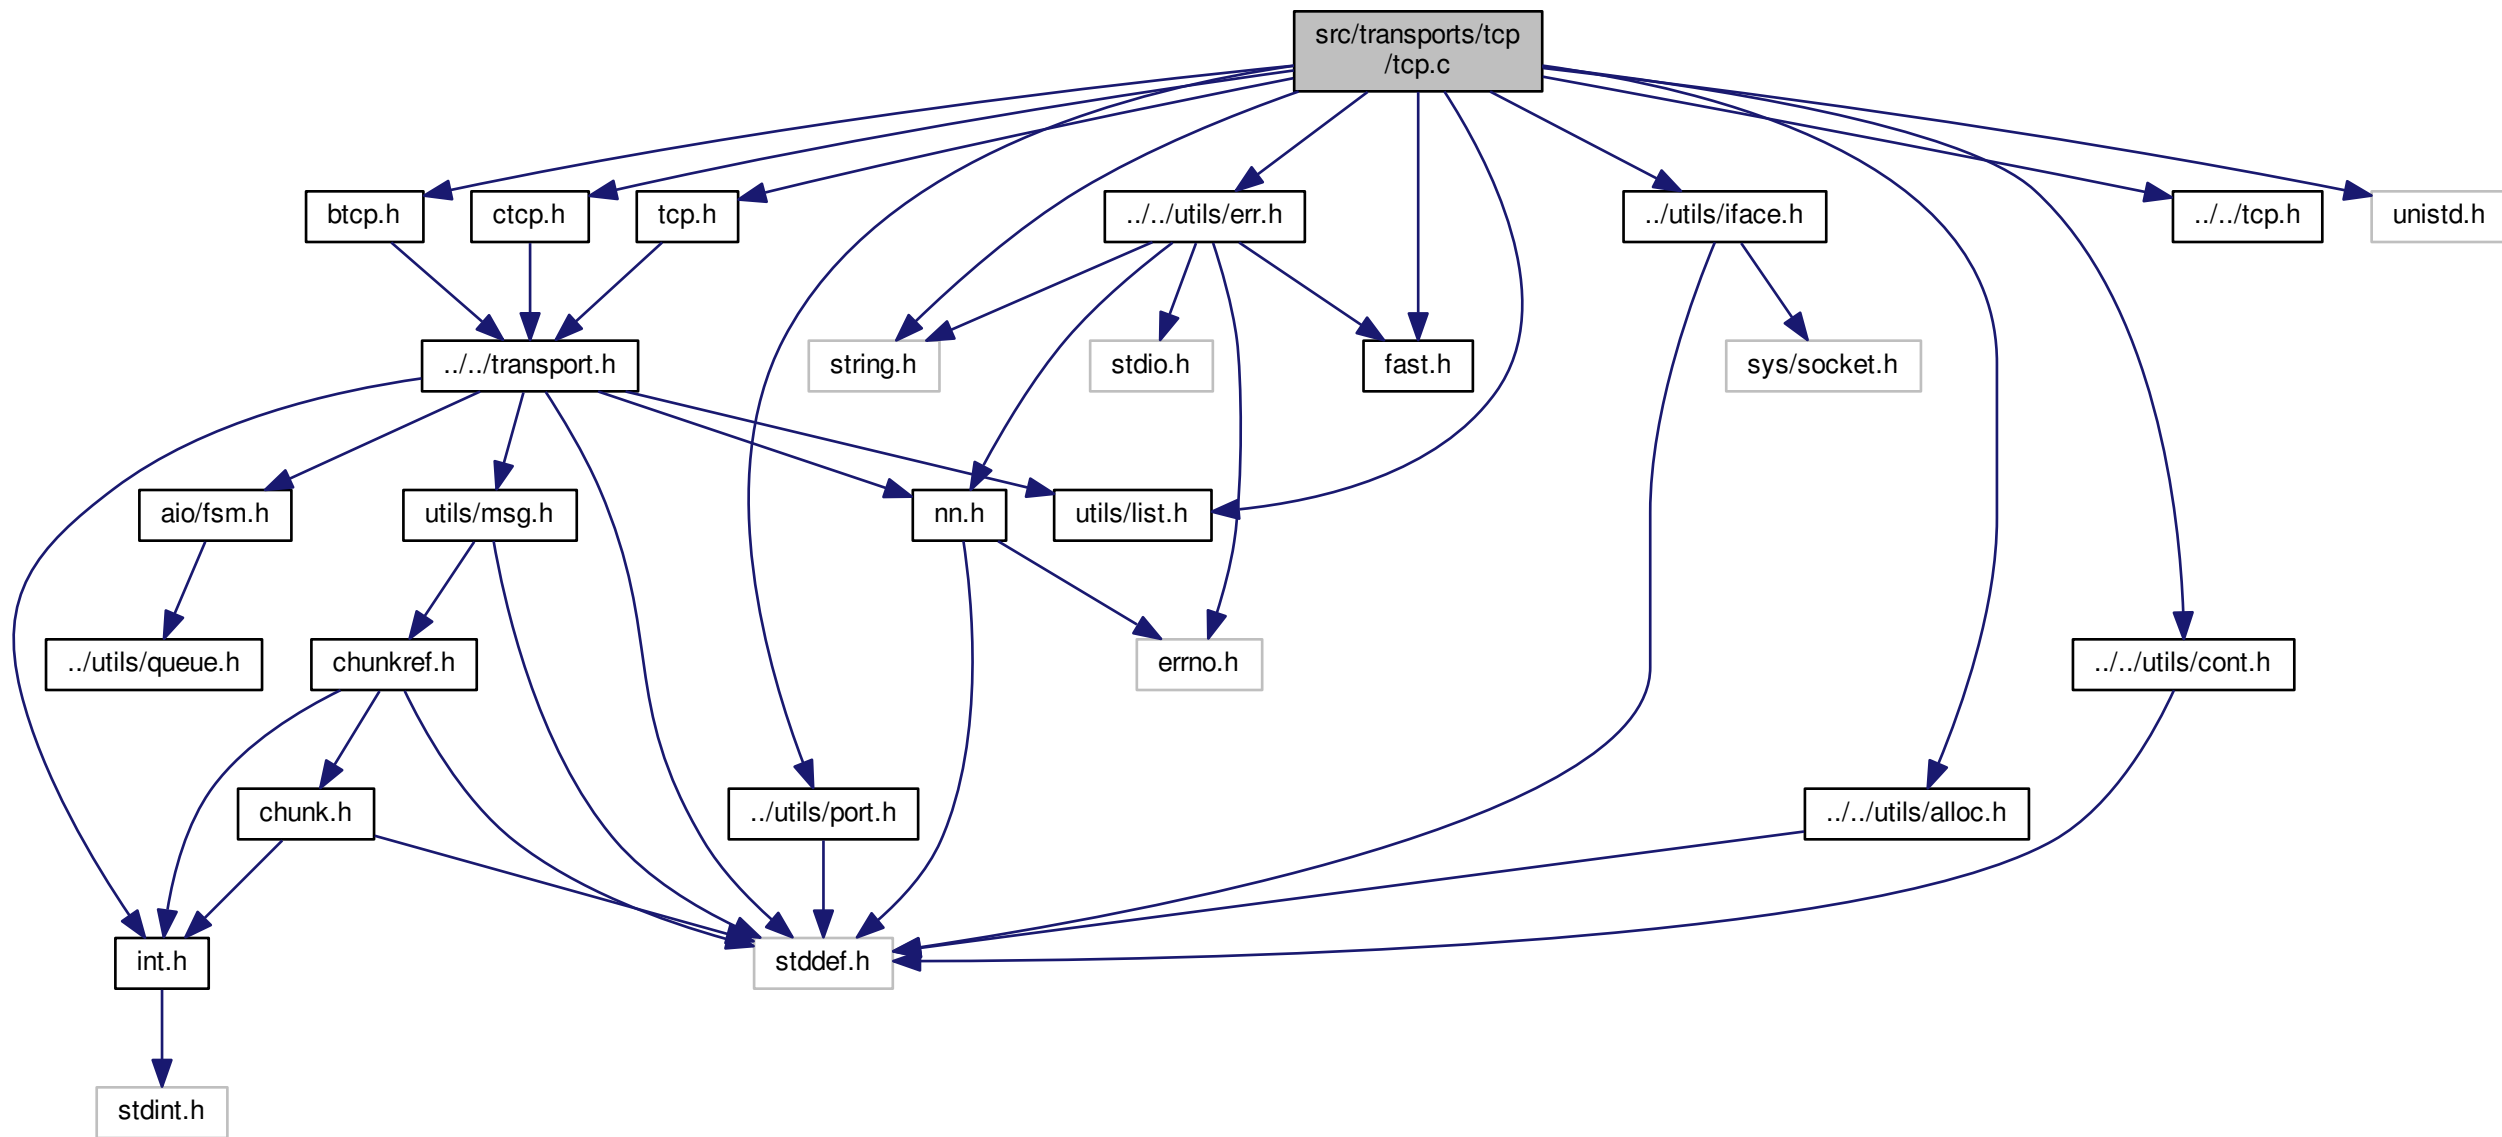 src/transports/tcp
/tcp.c
btcp.h
ctcp.h
tcp.h
../../utils/err.h
../utils/iface.h
../../tcp.h
unistd.h
../../transport.h
string.h
stdio.h
fast.h
sys/socket.h
aio/fsm.h
utils/msg.h
nn.h
utils/list.h
../utils/queue.h
chunkref.h
errno.h
../../utils/cont.h
chunk.h
../utils/port.h
../../utils/alloc.h
int.h
stddef.h
stdint.h